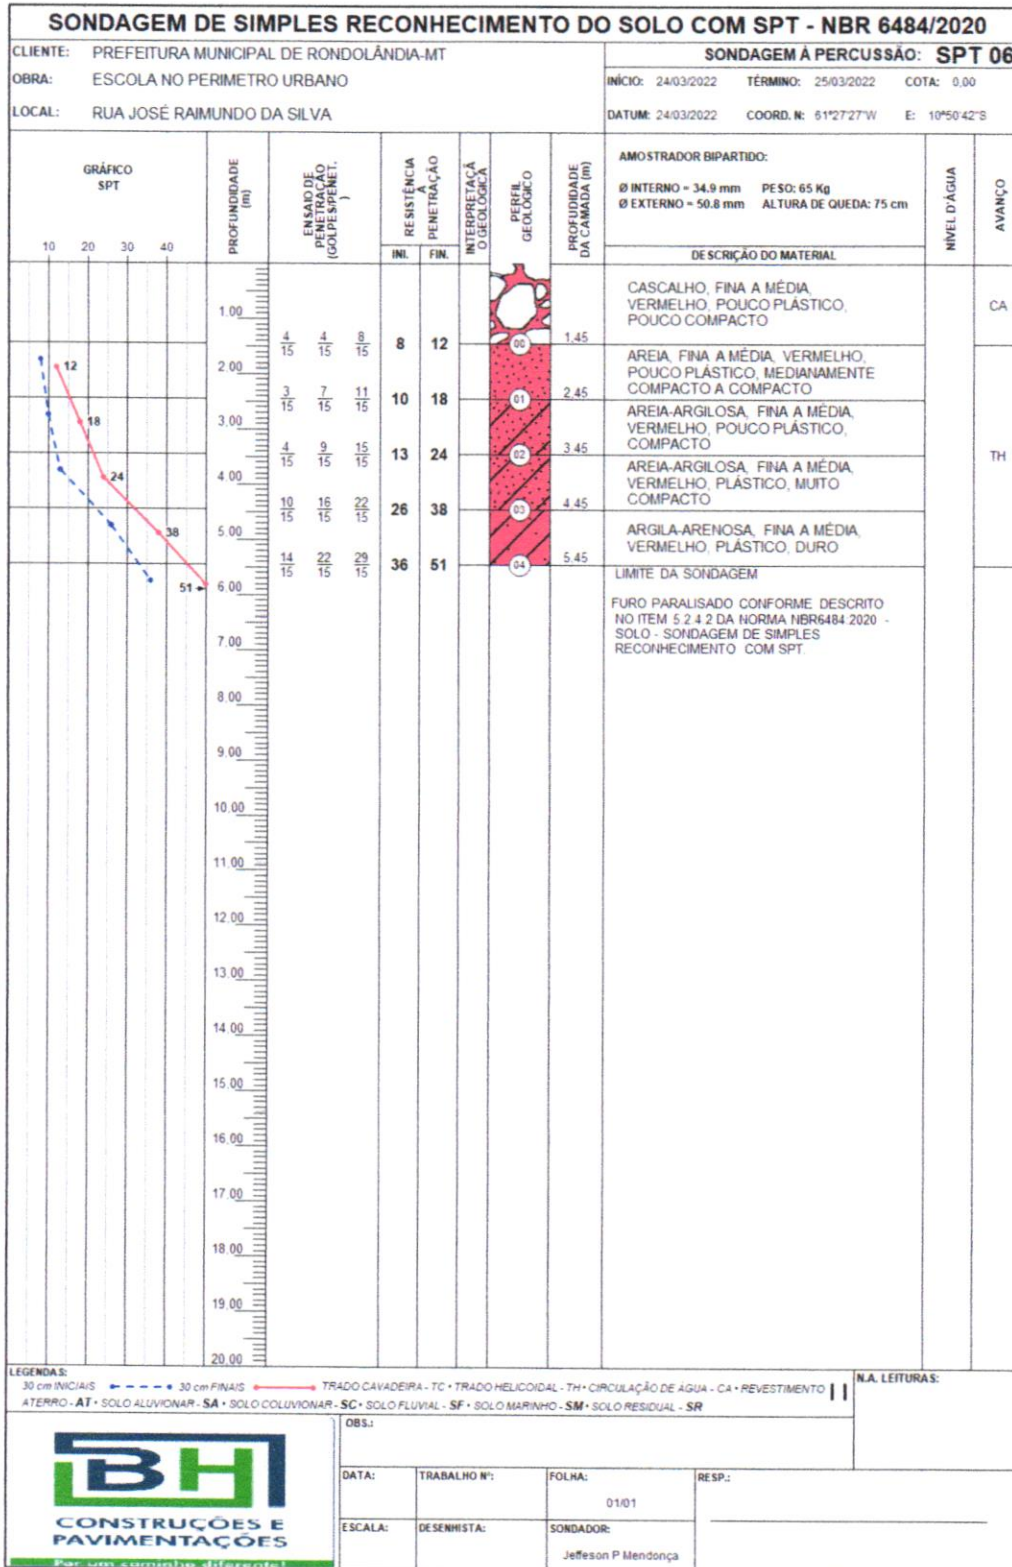 SONDAGEM DE SIMPLES RECONHECIMENTO DO SOLO COM SPT - NBR 6484/2020
CLIENTE: PREFEITURA MUNICIPAL DE RONDOLÂNDIA-MT
OBRA: ESCOLA NO PERIMETRO URBANO
LOCAL: RUA JOSÉ RAIMUNDO DA SILVA
SONDAGEM À PERCUSSÃO: SPT 06
INÍCIO: 24/03/2022 TÉRMINO: 25/03/2022 COTA: 0,00
DATUM: 24/03/2022 COORD. N: 61°27'27"W E: 10°50'42"S
GRÁFICO
SPT
10 20 30 40
PROFUNDIDADE
(m)
ENSAIO DE
PENETRAÇÃO
(GOLPES/PENET.
)
RESISTÊNCIA
À
PENETRAÇÃO
INI. FIN.
INTERPRETAÇÃ
O GEOLÓGICA
PERFIL
GEOLÓGICO
PROFUDIDADE
DA CAMADA (m)
AMOSTRADOR BIPARTIDO:
Ø INTERNO = 34.9 mm PESO: 65 Kg
Ø EXTERNO = 50.8 mm ALTURA DE QUEDA: 75 cm
DESCRIÇÃO DO MATERIAL
NÍVEL D'ÁGUA
AVANÇO
CASCALHO, FINA A MÉDIA,
VERMELHO, POUCO PLÁSTICO,
POUCO COMPACTO
CA
1,00
4/15 4/15 8/15 8 12 00 1,45
AREIA, FINA A MÉDIA, VERMELHO,
POUCO PLÁSTICO, MEDIANAMENTE
COMPACTO A COMPACTO
12
2,00
3/15 7/15 11/15 10 18 01 2,45
AREIA-ARGILOSA, FINA A MÉDIA,
VERMELHO, POUCO PLÁSTICO,
COMPACTO
18
3,00
4/15 9/15 15/15 13 24 02 3,45
TH
AREIA-ARGILOSA, FINA A MÉDIA,
VERMELHO, PLÁSTICO, MUITO
COMPACTO
24
4,00
10/15 16/15 22/15 26 38 03 4,45
ARGILA-ARENOSA, FINA A MÉDIA,
VERMELHO, PLÁSTICO, DURO
38
5,00
14/15 22/15 29/15 36 51 04 5,45
LIMITE DA SONDAGEM
51
6,00
FURO PARALISADO CONFORME DESCRITO
NO ITEM 5.2.4.2 DA NORMA NBR6484:2020 -
SOLO - SONDAGEM DE SIMPLES
RECONHECIMENTO COM SPT.
7,00
8,00
9,00
10,00
11,00
12,00
13,00
14,00
15,00
16,00
17,00
18,00
19,00
20,00
LEGENDAS:
30 cm INICIAIS 30 cm FINAIS TRADO CAVADEIRA - TC • TRADO HELICOIDAL - TH • CIRCULAÇÃO DE ÁGUA - CA • REVESTIMENTO
ATERRO - AT • SOLO ALUVIONAR - SA • SOLO COLUVIONAR - SC • SOLO FLUVIAL - SF • SOLO MARINHO - SM • SOLO RESIDUAL - SR
N.A. LEITURAS:
BH
CONSTRUÇÕES E
PAVIMENTAÇÕES
Por um caminho diferente!
OBS.:
DATA: TRABALHO Nº: FOLHA: RESP.:
01/01
ESCALA: DESENHISTA: SONDADOR:
Jeffeson P Mendonça